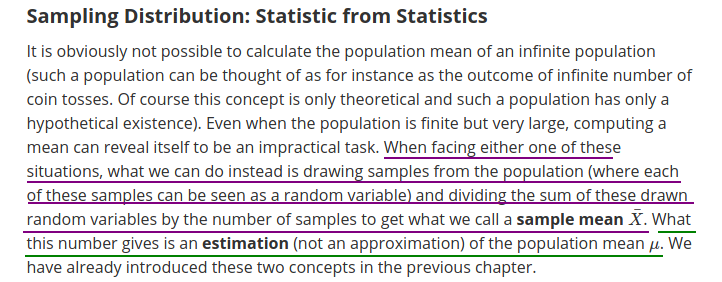 Sampling Distribution: Statistic from Statistics
It is obviously not possible to calculate the population mean of an infinite population
(such a population can be thought of as for instance as the outcome of infinite number of
coin tosses. Of course this concept is only theoretical and such a population has only a
hypothetical existence). Even when the population is finite but very large, computing a
mean can reveal itself to be an impractical task. When facing either one of these
situations, what we can do instead is drawing samples from the population (where each
of these samples can be seen as a random variable) and dividing the sum of these drawn
random variables by the number of samples to get what we call a sample mean X̄. What
this number gives is an estimation (not an approximation) of the population mean μ. We
have already introduced these two concepts in the previous chapter.